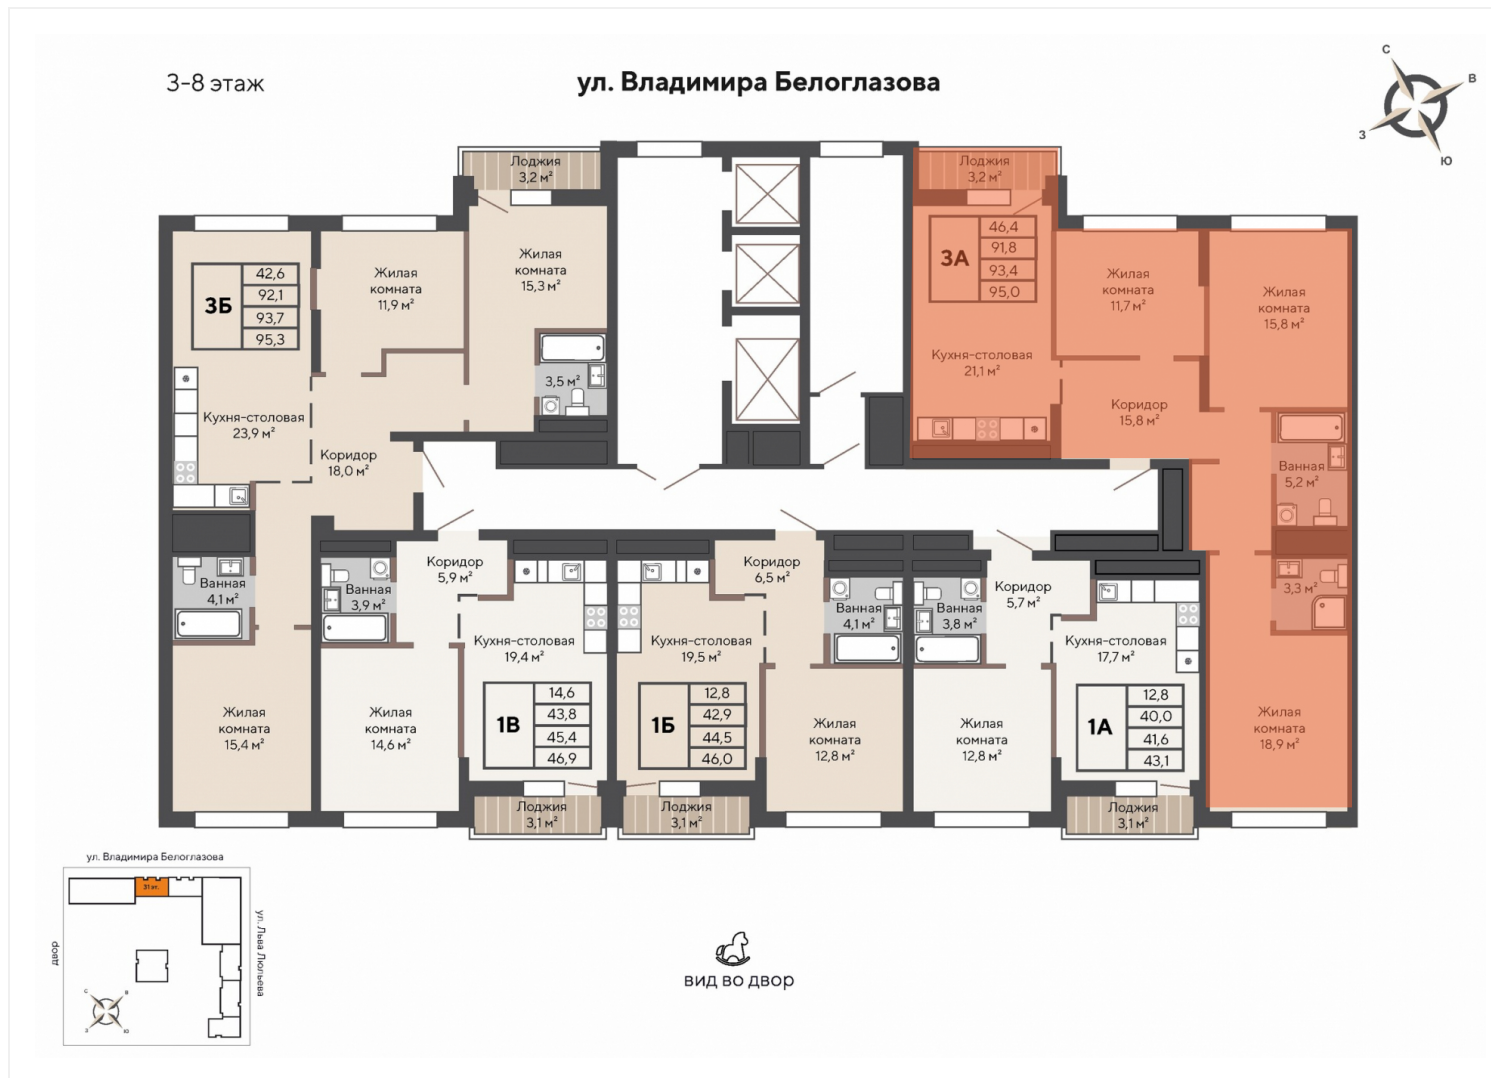 3-8 этаж
ул. Владимира Белоглазова
С
В
З
Ю
Лоджия
3,2 м²
Лоджия
3,2 м²
3Б
42,6
92,1
93,7
95,3
Жилая
комната
11,9 м²
Жилая
комната
15,3 м²
3А
46,4
91,8
93,4
95,0
Жилая
комната
11,7 м²
Жилая
комната
15,8 м²
Кухня-столовая
23,9 м²
3,5 м²
Кухня-столовая
21,1 м²
Коридор
15,8 м²
Коридор
18,0 м²
Ванная
5,2 м²
Ванная
4,1 м²
Ванная
3,9 м²
Коридор
5,9 м²
Коридор
6,5 м²
Ванная
4,1 м²
Ванная
3,8 м²
Коридор
5,7 м²
3,3 м²
Кухня-столовая
19,4 м²
Кухня-столовая
19,5 м²
Кухня-столовая
17,7 м²
Жилая
комната
15,4 м²
Жилая
комната
14,6 м²
1В
14,6
43,8
45,4
46,9
1Б
12,8
42,9
44,5
46,0
Жилая
комната
12,8 м²
Жилая
комната
12,8 м²
1А
12,8
40,0
41,6
43,1
Жилая
комната
18,9 м²
Лоджия
3,1 м²
Лоджия
3,1 м²
Лоджия
3,1 м²
ул. Владимира Белоглазова
31 эт.
двор
ул. Льва Люльева
С
В
З
Ю
вид во двор